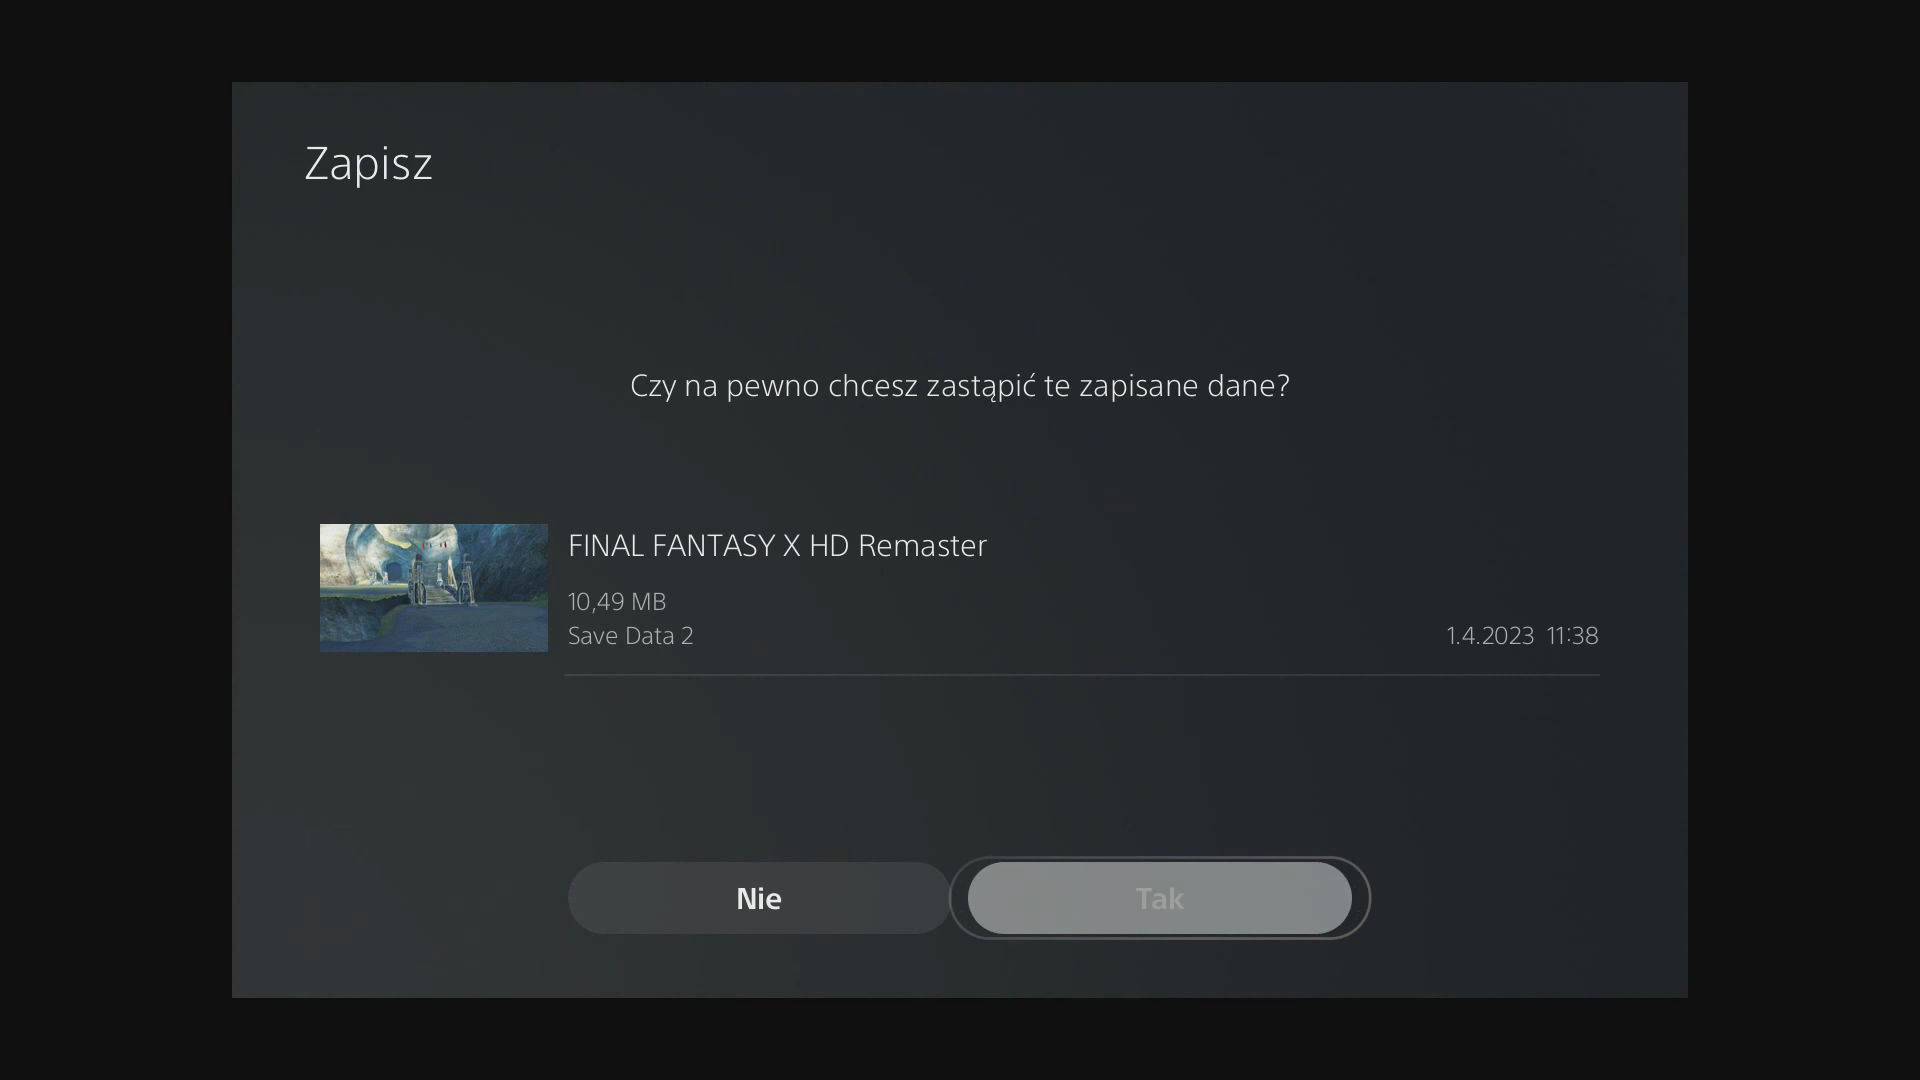 Zapisz
Czy na pewno chcesz zastąpić te zapisane dane?
FINAL FANTASY X HD Remaster
10,49 MB
Save Data 2
1.4.2023 11:38
Nie
Tak